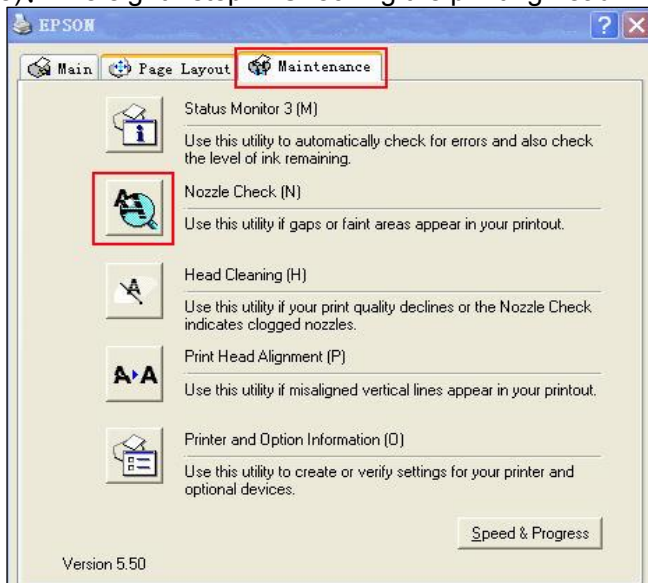 EPSON
Main Page Layout Maintenance
Status Monitor 3 (M)
Use this utility to automatically check for errors and also check
the level of ink remaining.
Nozzle Check (N)
Use this utility if gaps or faint areas appear in your printout.
Head Cleaning (H)
Use this utility if your print quality declines or the Nozzle Check
indicates clogged nozzles.
Print Head Alignment (P)
A A
Use this utility if misaligned vertical lines appear in your printout.
Printer and Option Information (O)
Use this utility to create or verify settings for your printer and
optional devices.
Speed & Progress
Version 5.50